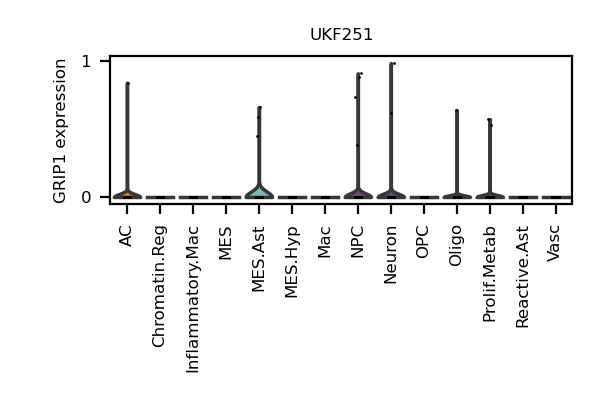 UKF251
GRIP1 expression
1
0
AC
Chromatin.Reg
Inflammatory.Mac
MES
MES.Ast
MES.Hyp
Mac
NPC
Neuron
OPC
Oligo
Prolif.Metab
Reactive.Ast
Vasc